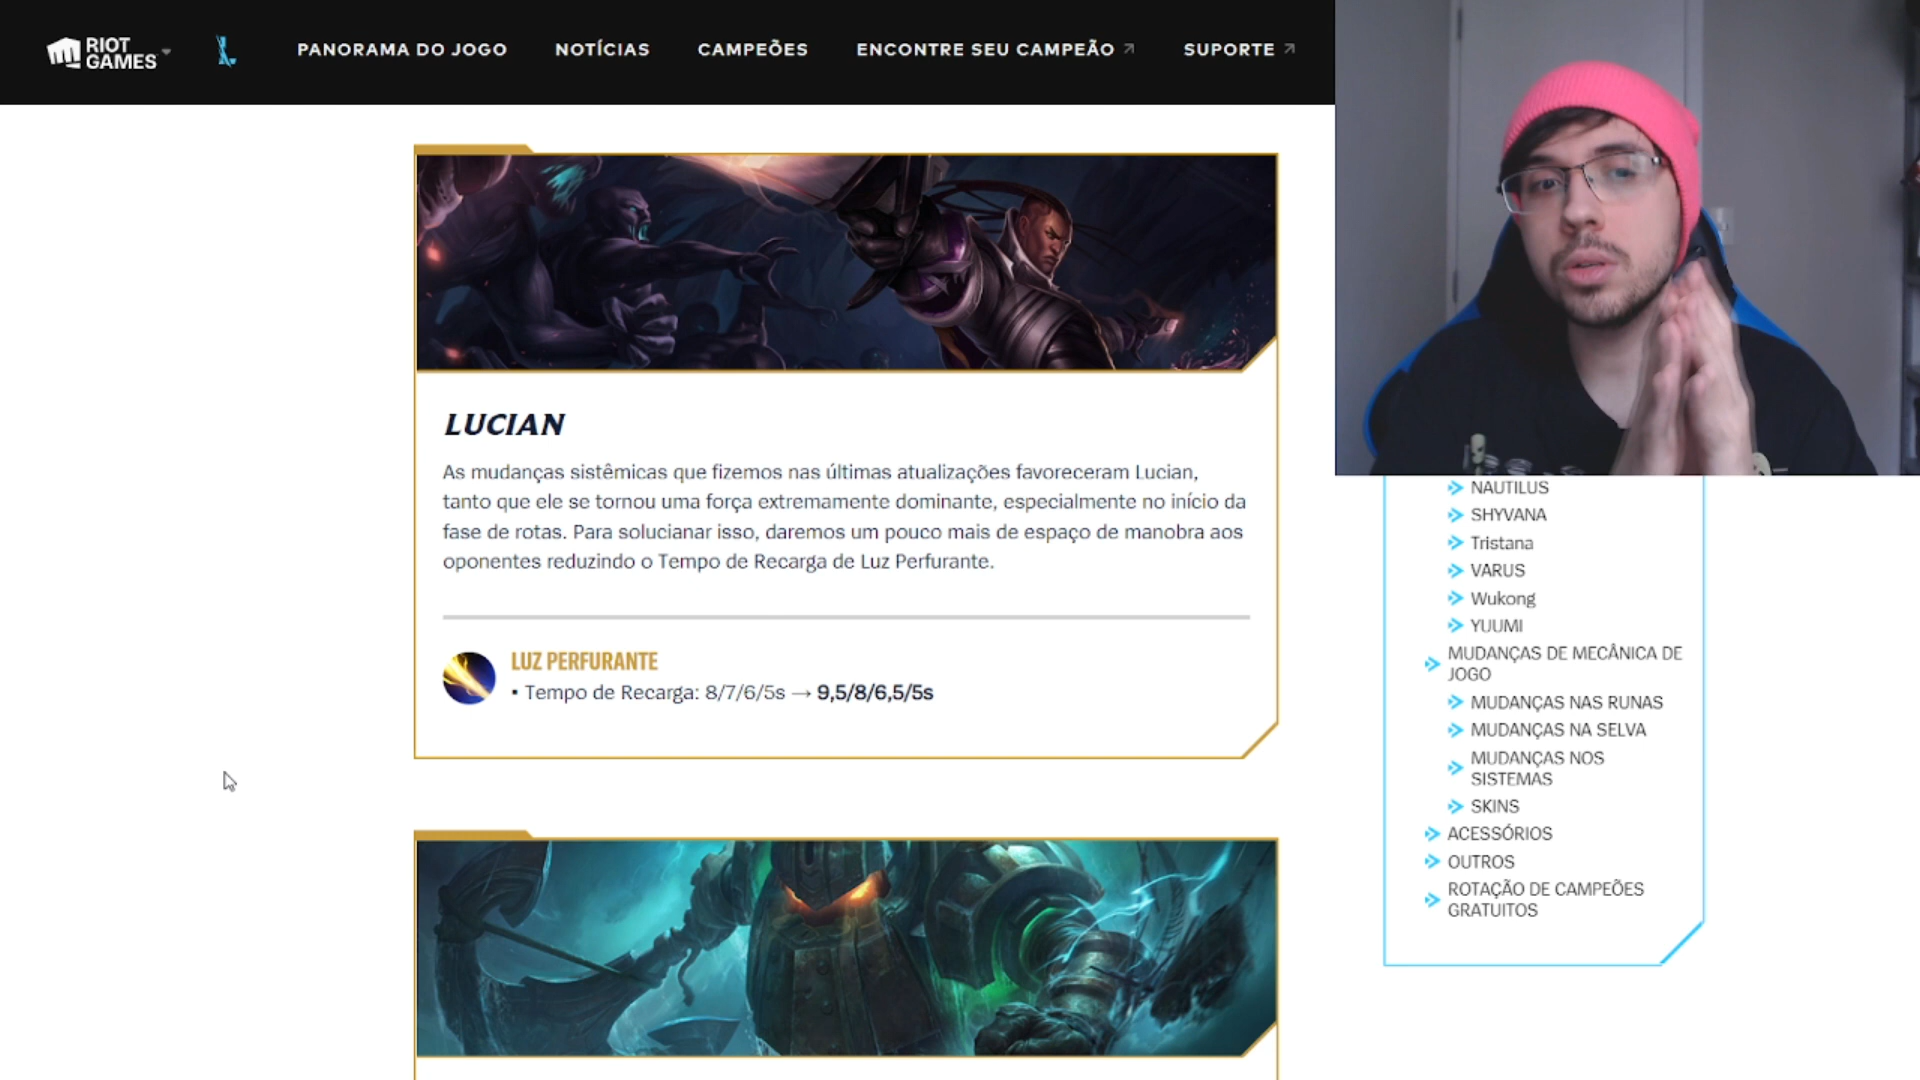 RIOT GAMES
PANORAMA DO JOGO
NOTÍCIAS
CAMPEÕES
ENCONTRE SEU CAMPEÃO
SUPORTE
LUCIAN
As mudanças sistêmicas que fizemos nas últimas atualizações favoreceram Lucian,
tanto que ele se tornou uma força extremamente dominante, especialmente no início da
fase de rotas. Para solucianar isso, daremos um pouco mais de espaço de manobra aos
oponentes reduzindo o Tempo de Recarga de Luz Perfurante.
LUZ PERFURANTE
• Tempo de Recarga: 8/7/6/5s → 9,5/8/6,5/5s
NAUTILUS
SHYVANA
Tristana
VARUS
Wukong
YUUMI
MUDANÇAS DE MECÂNICA DE
JOGO
MUDANÇAS NAS RUNAS
MUDANÇAS NA SELVA
MUDANÇAS NOS
SISTEMAS
SKINS
ACESSÓRIOS
OUTROS
ROTAÇÃO DE CAMPEÕES
GRATUITOS